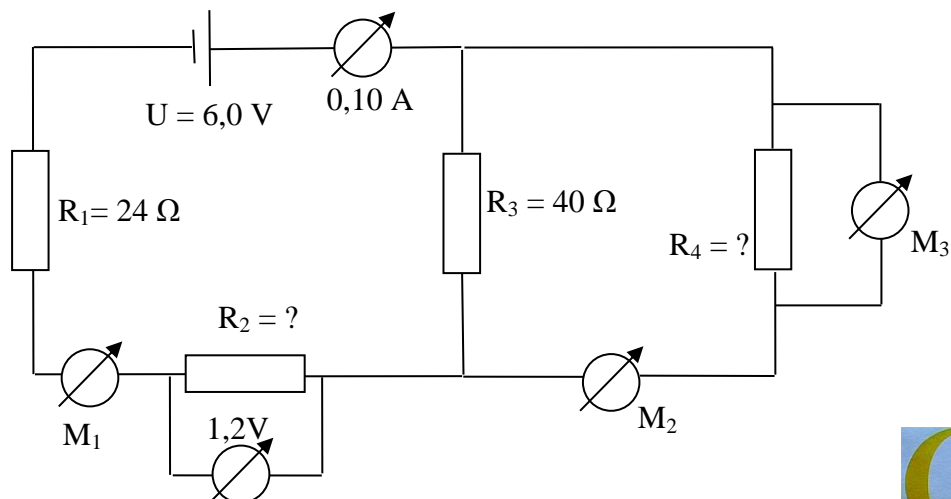 U = 6,0 V
0,10 A
R₁= 24 Ω
R₃ = 40 Ω
R₄ = ?
M₃
R₂ = ?
M₁
1,2V
M₂